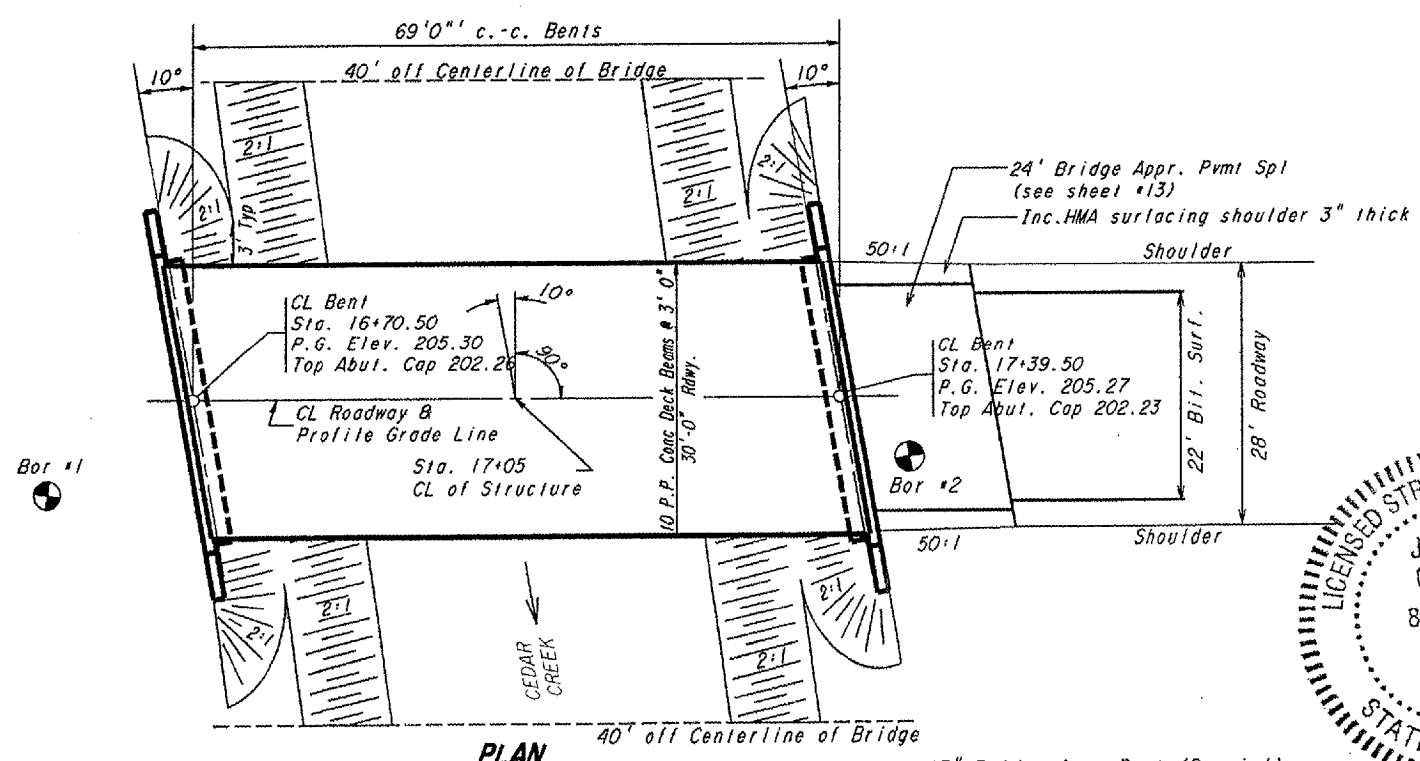 69'0"' c.-c. Bents
10°
40' off Centerline of Bridge
10°
2:1
2:1
2:1
2:1
3' Typ
24' Bridge Appr. Pvmt Spl
(see sheet #13)
Inc. HMA surfacing shoulder 3" thick
50:1
Shoulder
CL Bent
Sta. 16+70.50
P.G. Elev. 205.30
Top Abut. Cap 202.26
10°
90°
10 P.P. Conc Deck Beams @ 3' 0"
30'-0" Rdwy.
CL Bent
Sta. 17+39.50
P.G. Elev. 205.27
Top Abut. Cap 202.23
22' Bit. Surf.
28' Roadway
CL Roadway &
Profile Grade Line
Sta. 17+05
CL of Structure
Bor #1
Bor #2
50:1
Shoulder
2:1
2:1
2:1
2:1
CEDAR
CREEK
LICENSED STR
8
STAT
40' off Centerline of Bridge
PLAN